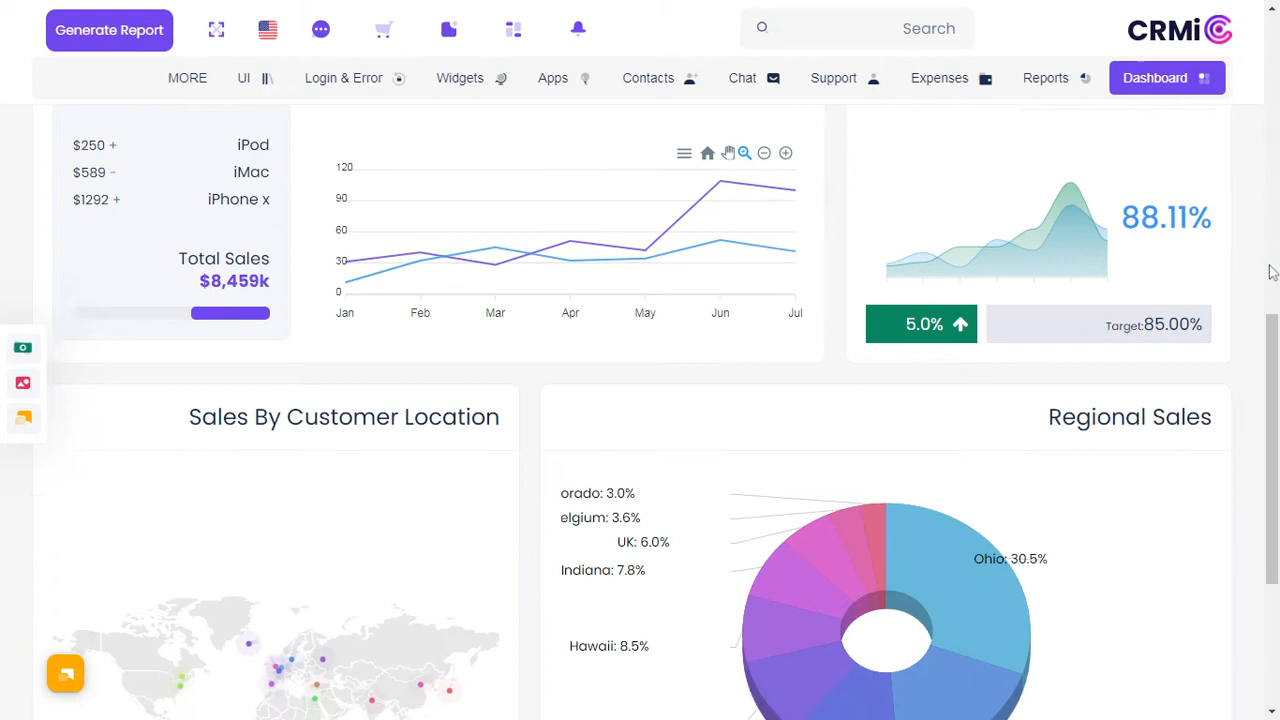 Generate Report
Search
CRMi
MORE
UI
Login & Error
Widgets
Apps
Contacts
Chat
Support
Expenses
Reports
Dashboard
$250 + iPod
$589 - iMac
$1292 + iPhone x
Total Sales
$8,459k
120
90
60
30
0
Jan Feb Mar Apr May Jun Jul
88.11%
5.0%
Target:85.00%
Sales By Customer Location
Regional Sales
orado: 3.0%
elgium: 3.6%
UK: 6.0%
Indiana: 7.8%
Hawaii: 8.5%
Ohio: 30.5%